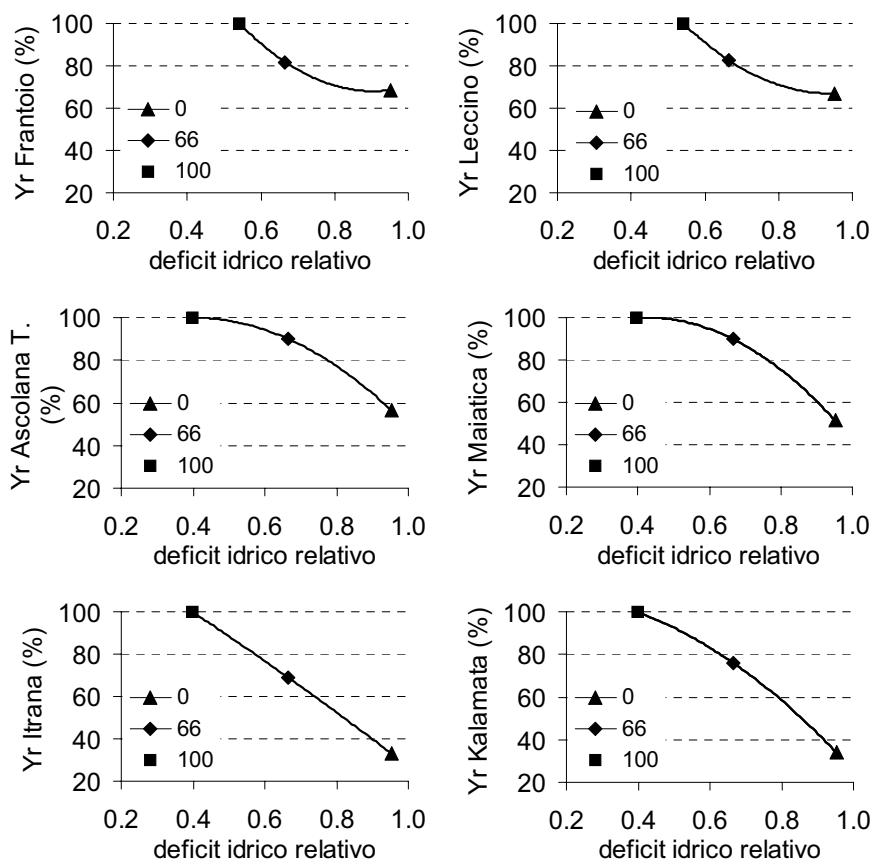 Yr Frantoio (%)
100
80
60
40
20
0
66
100
0.2 0.4 0.6 0.8 1.0
deficit idrico relativo
Yr Leccino (%)
100
80
60
40
20
0
66
100
0.2 0.4 0.6 0.8 1.0
deficit idrico relativo
Yr Ascolana T.
(%)
100
80
60
40
20
0
66
100
0.2 0.4 0.6 0.8 1.0
deficit idrico relativo
Yr Maiatica (%)
100
80
60
40
20
0
66
100
0.2 0.4 0.6 0.8 1.0
deficit idrico relativo
Yr Itrana (%)
100
80
60
40
20
0
66
100
0.2 0.4 0.6 0.8 1.0
deficit idrico relativo
Yr Kalamata (%)
100
80
60
40
20
0
66
100
0.2 0.4 0.6 0.8 1.0
deficit idrico relativo